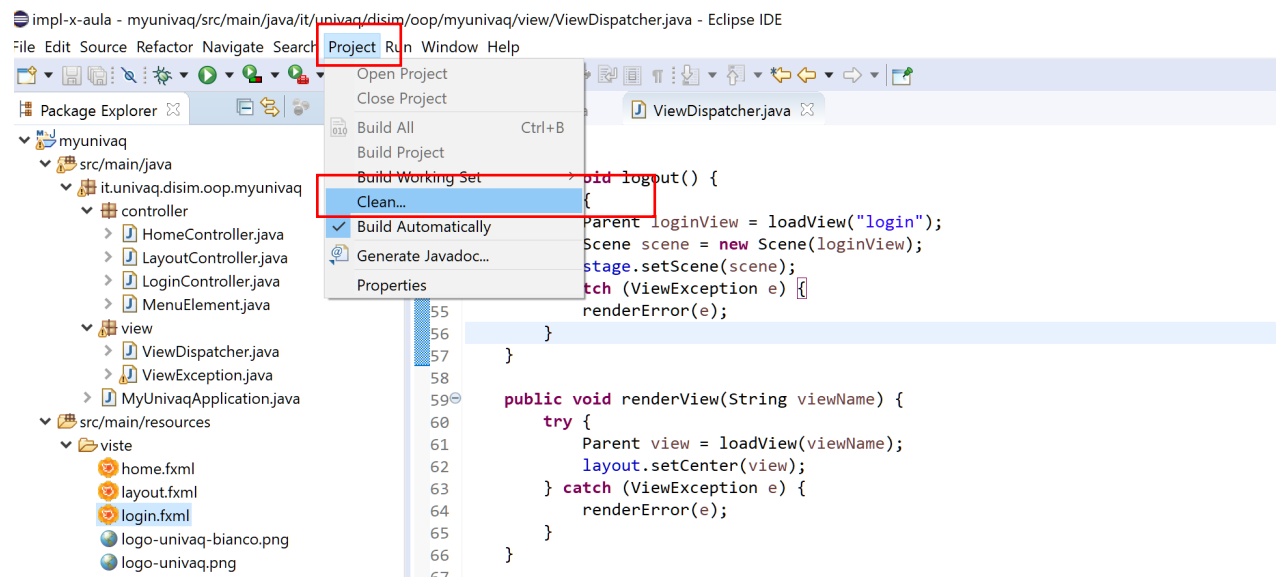 impl-x-aula - myunivaq/src/main/java/it/univaq/disim/oop/myunivaq/view/ViewDispatcher.java - Eclipse IDE
File Edit Source Refactor Navigate Search Project Run Window Help
Package Explorer
ViewDispatcher.java
Open Project
Close Project
Build All Ctrl+B
Build Project
Build Working Set
Clean...
Build Automatically
Generate Javadoc...
Properties
myunivaq
src/main/java
it.univaq.disim.oop.myunivaq
controller
HomeController.java
LayoutController.java
LoginController.java
MenuElement.java
view
ViewDispatcher.java
ViewException.java
MyUnivaqApplication.java
src/main/resources
viste
home.fxml
layout.fxml
login.fxml
logo-univaq-bianco.png
logo-univaq.png
oid logout() {
{
Parent loginView = loadView("login");
Scene scene = new Scene(loginView);
stage.setScene(scene);
tch (ViewException e) {
55 renderError(e);
56 }
57 }
58
59 public void renderView(String viewName) {
60 try {
61 Parent view = loadView(viewName);
62 layout.setCenter(view);
63 } catch (ViewException e) {
64 renderError(e);
65 }
66 }
67